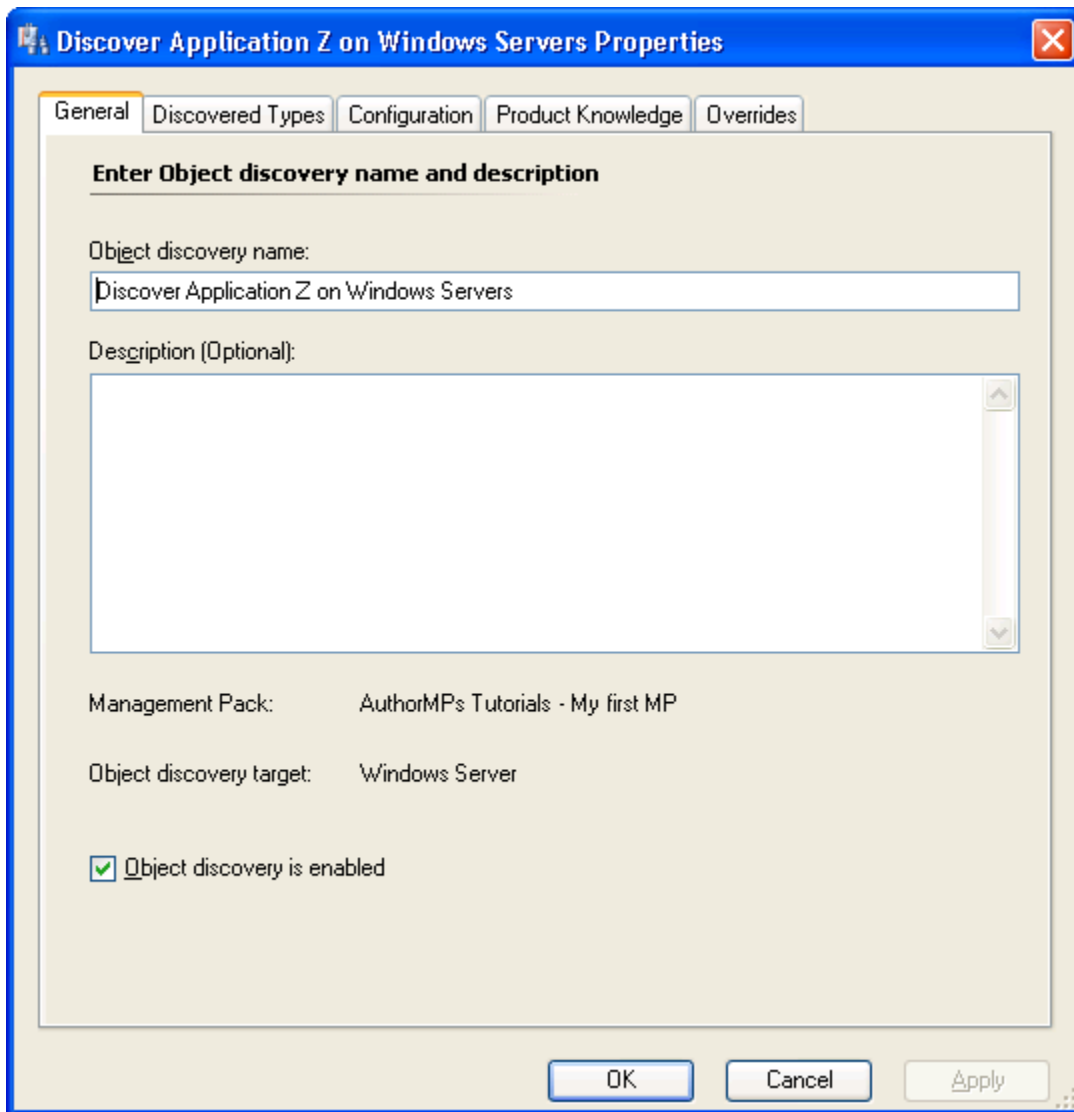 Discover Application Z on Windows Servers Properties
General Discovered Types Configuration Product Knowledge Overrides
Enter Object discovery name and description
Object discovery name:
Discover Application Z on Windows Servers
Description (Optional):
Management Pack: AuthorMPs Tutorials - My first MP
Object discovery target: Windows Server
Object discovery is enabled
OK Cancel Apply